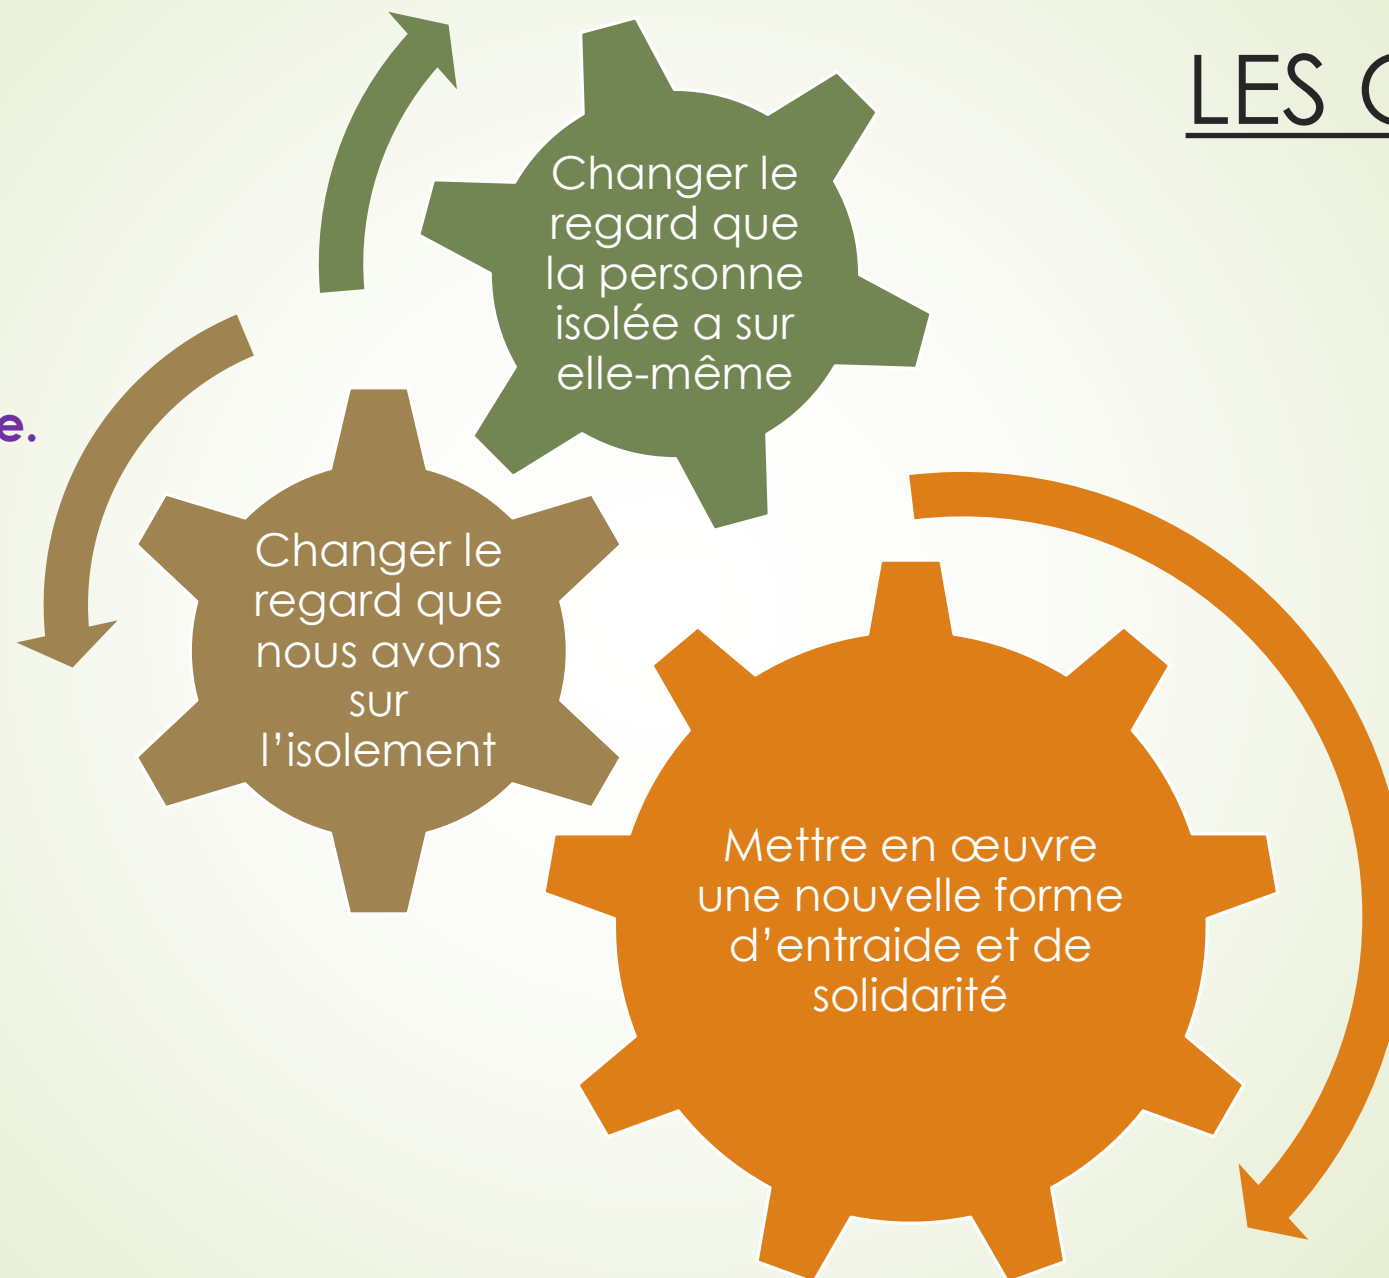 LES
Changer le
regard que
la personne
isolée a sur
elle-même
e.
Changer le
regard que
nous avons
sur
l’isolement
Mettre en œuvre
une nouvelle forme
d’entraide et de
solidarité